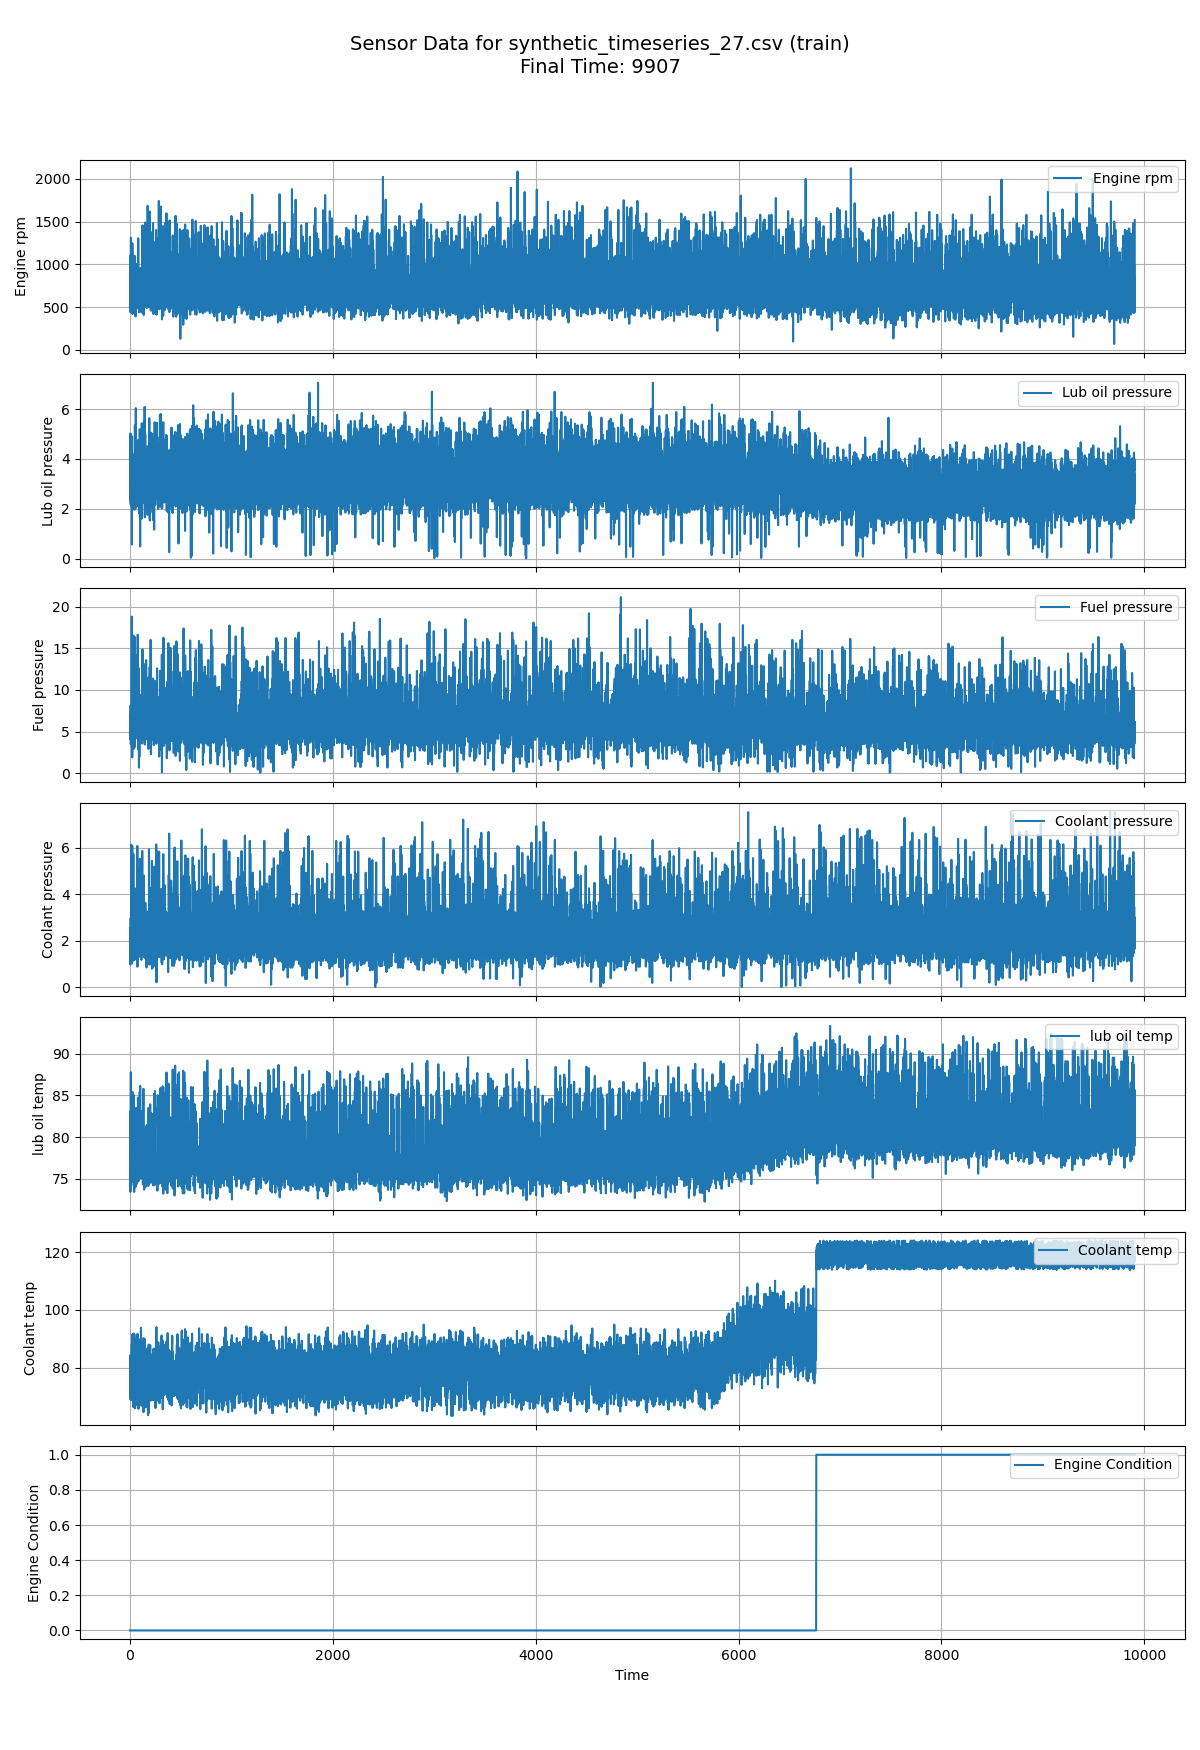 Sensor Data for synthetic_timeseries_27.csv (train)
Final Time: 9907
2000
1500
1000
500
0
Engine rpm
Engine rpm
6
4
2
0
Lub oil pressure
Lub oil pressure
20
15
10
5
0
Fuel pressure
Fuel pressure
6
4
2
0
Coolant pressure
Coolant pressure
90
85
80
75
lub oil temp
lub oil temp
120
100
80
Coolant temp
Coolant temp
1.0
0.8
0.6
0.4
0.2
0.0
Engine Condition
Engine Condition
0 2000 4000 6000 8000 10000
Time